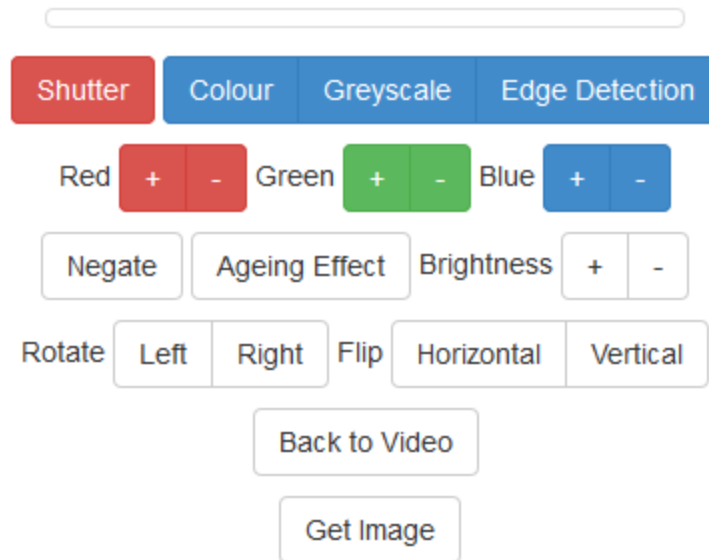 Shutter Colour Greyscale Edge Detection
Red + - Green + - Blue + -
Negate Ageing Effect Brightness + -
Rotate Left Right Flip Horizontal Vertical
Back to Video
Get Image